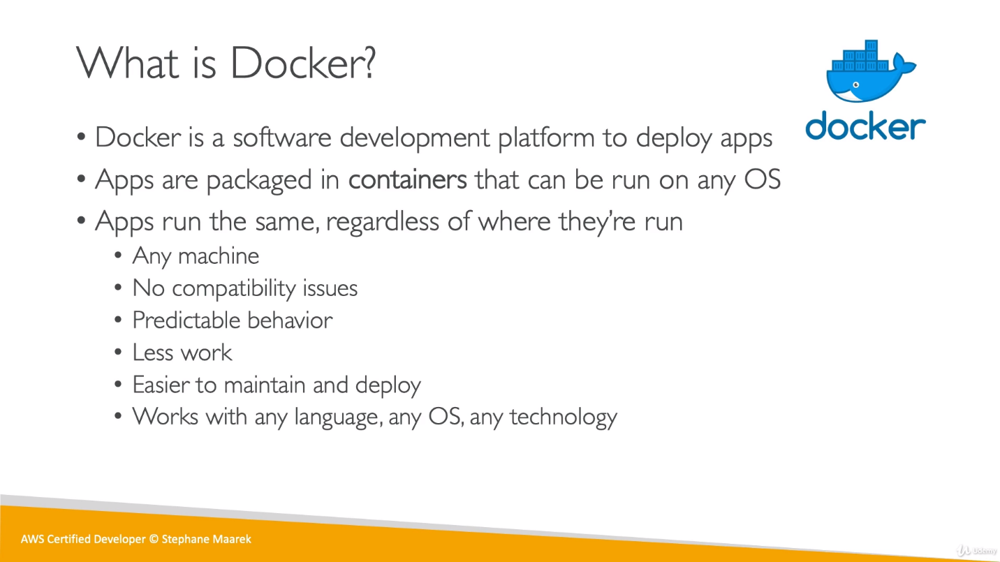 What is Docker?
docker
• Docker is a software development platform to deploy apps
• Apps are packaged in containers that can be run on any OS
• Apps run the same, regardless of where they’re run
• Any machine
• No compatibility issues
• Predictable behavior
• Less work
• Easier to maintain and deploy
• Works with any language, any OS, any technology
AWS Certified Developer © Stephane Maarek
Udemy